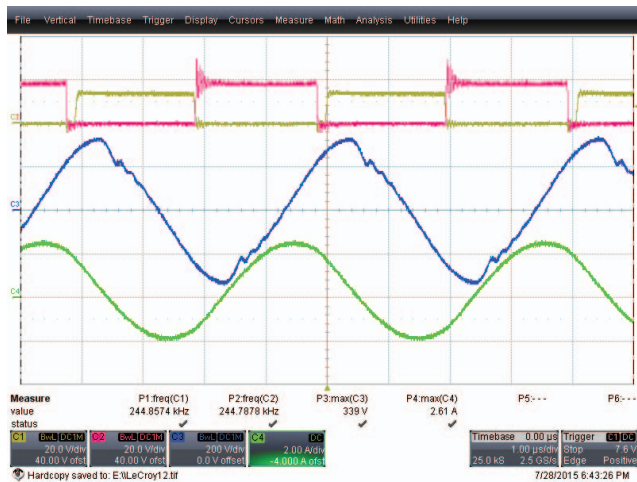 File Vertical Timebase Trigger Display Cursors Measure Math Analysis Utilities Help
C3
C4
Measure P1:freq(C1) P2:freq(C2) P3:max(C3) P4:max(C4) P5:- - - P6:- - -
value 244.8574 kHz 244.7878 kHz 339 V 2.61 A
status
C1 BwL DC1M C2 BwL DC1M C3 BwL DC1M C4 DC Timebase 0.00 µs Trigger C1 DC
20.0 V/div 20.0 V/div 200 V/div 2.00 A/div 1.00 µs/div Stop 7.6 V
40.00 V ofst 40.00 V ofst 0.0 V offset -4.000 A ofst 25.0 kS 2.5 GS/s Edge Positive
Hardcopy saved to: E:\\LeCroy12.tif 7/28/2015 6:43:26 PM